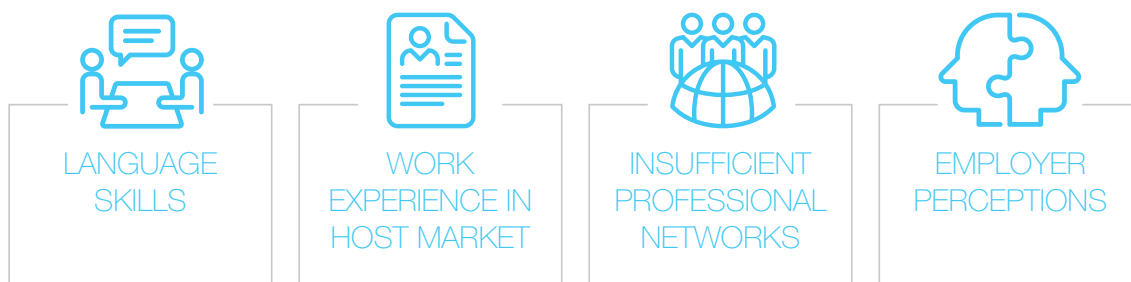 LANGUAGE
SKILLS
WORK
EXPERIENCE IN
HOST MARKET
INSUFFICIENT
PROFESSIONAL
NETWORKS
EMPLOYER
PERCEPTIONS